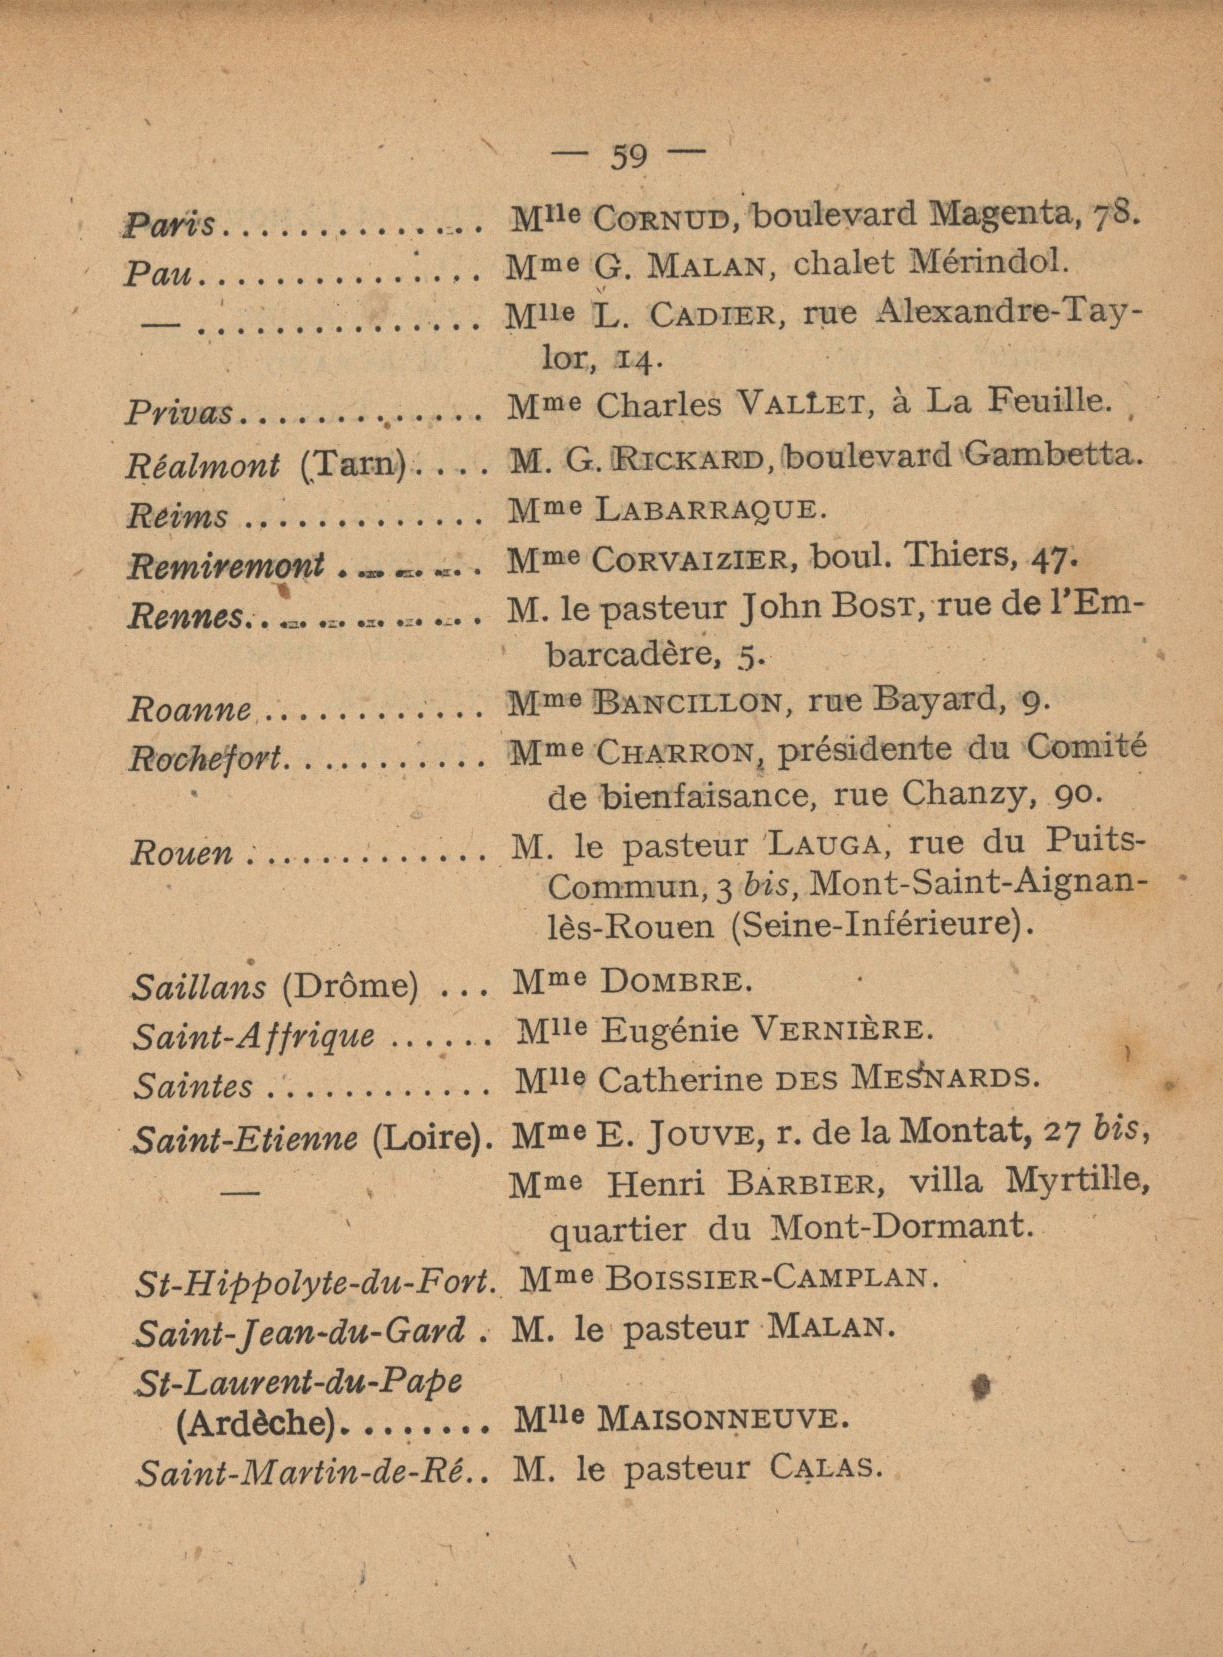 — 59 —
Paris.............. Mlle CORNUD, boulevard Magenta, 78.
Pau............... Mme G. MALAN, chalet Mérindol.
— ............... Mlle L. CADIER, rue Alexandre-Tay-
lor, 14.
Privas............. Mme Charles VALLET, à La Feuille.
Réalmont (Tarn).... M. G. RICKARD, boulevard Gambetta.
Reims ............. Mme LABARRAQUE.
Remiremont ........ Mme CORVAIZIER, boul. Thiers, 47.
Rennes............. M. le pasteur John BOST, rue de l'Em-
barcadère, 5.
Roanne ............ Mme BANCILLON, rue Bayard, 9.
Rochefort........... Mme CHARRON, présidente du Comité
de bienfaisance, rue Chanzy, 90.
Rouen ............. M. le pasteur LAUGA, rue du Puits-
Commun, 3 bis, Mont-Saint-Aignan-
lès-Rouen (Seine-Inférieure).
Saillans (Drôme) ... Mme DOMBRE.
Saint-Affrique ...... Mlle Eugénie VERNIÈRE.
Saintes ............ Mlle Catherine DES MESNARDS.
Saint-Etienne (Loire). Mme E. JOUVE, r. de la Montat, 27 bis,
— Mme Henri BARBIER, villa Myrtille,
quartier du Mont-Dormant.
St-Hippolyte-du-Fort. Mme BOISSIER-CAMPLAN.
Saint-Jean-du-Gard . M. le pasteur MALAN.
St-Laurent-du-Pape
(Ardèche)........ Mlle MAISONNEUVE.
Saint-Martin-de-Ré.. M. le pasteur CALAS.